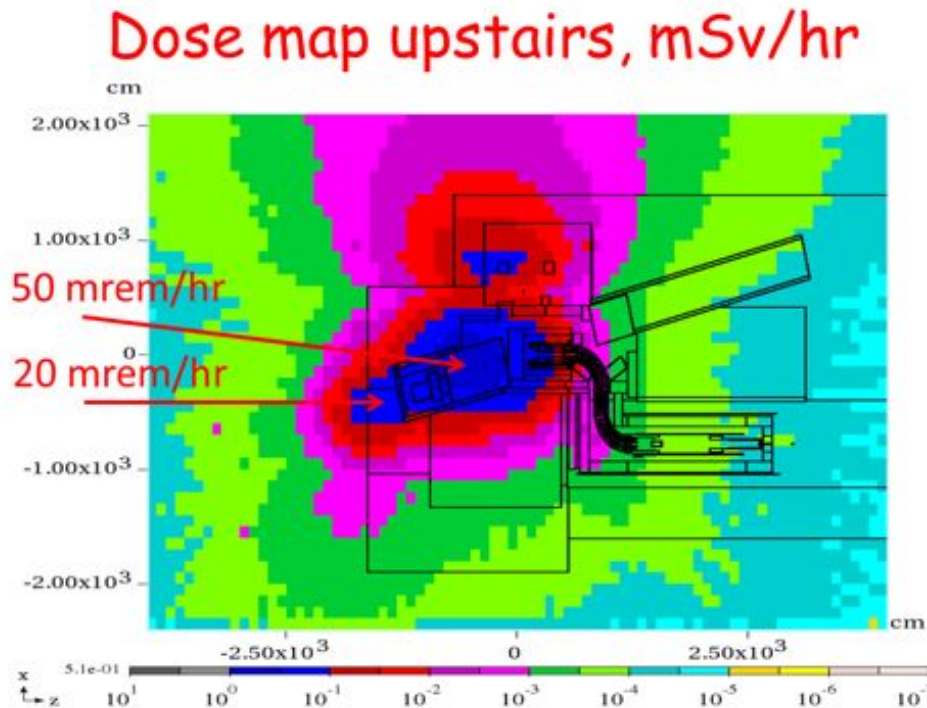 Dose map upstairs, mSv/hr
cm
2.00x10³
1.00x10³
50 mrem/hr
0
20 mrem/hr
-1.00x10³
-2.00x10³
cm
-2.50x10³ 0 2.50x10³
5.1e-01
x
z
10¹ 10⁰ 10⁻¹ 10⁻² 10⁻³ 10⁻⁴ 10⁻⁵ 10⁻⁶